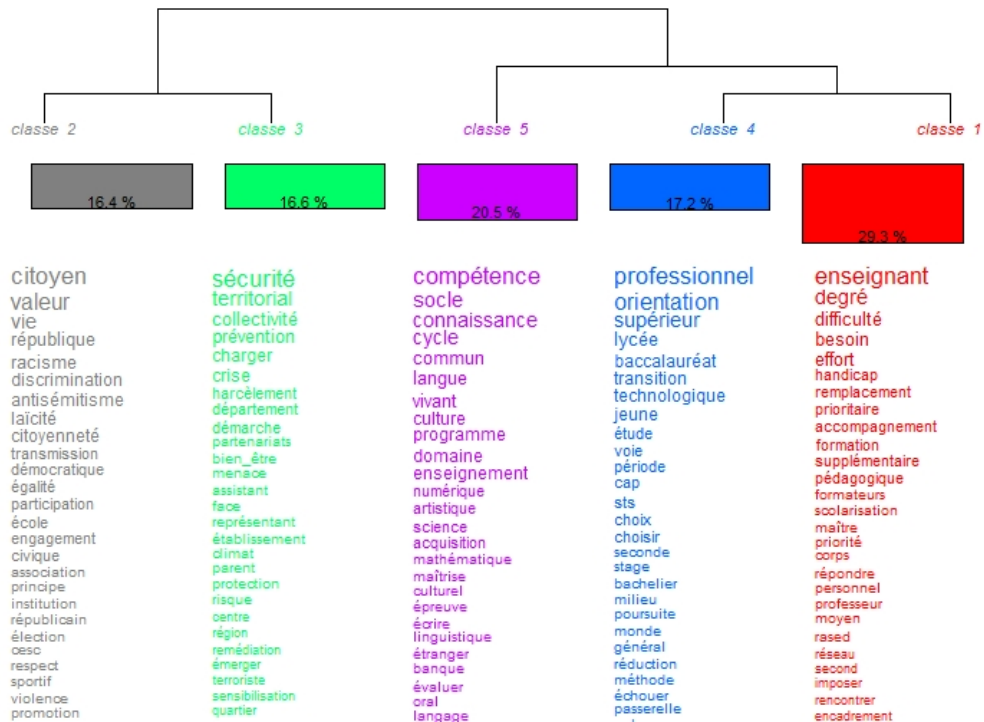 classe 2
classe 3
classe 5
classe 4
classe 1
16.4 %
16.6 %
20.5 %
17.2 %
29.3 %
citoyen
valeur
vie
république
racisme
discrimination
antisémitisme
laïcité
citoyenneté
transmission
démocratique
égalité
participation
école
engagement
civique
association
principe
institution
républicain
élection
cesc
respect
sportif
violence
promotion
sécurité
territorial
collectivité
prévention
charger
crise
harcèlement
département
démarche
partenariats
bien_être
menace
assistant
face
représentant
établissement
climat
parent
protection
risque
centre
région
remédiation
émerger
terroriste
sensibilisation
quartier
compétence
socle
connaissance
cycle
commun
langue
vivant
culture
programme
domaine
enseignement
numérique
artistique
science
acquisition
mathématique
maîtrise
culturel
épreuve
écrire
linguistique
étranger
banque
évaluer
oral
langage
professionnel
orientation
supérieur
lycée
baccalauréat
transition
technologique
jeune
étude
voie
période
cap
sts
choix
choisir
seconde
stage
bachelier
milieu
poursuite
monde
général
réduction
méthode
échouer
passerelle
enseignant
degré
difficulté
besoin
effort
handicap
remplacement
prioritaire
accompagnement
formation
supplémentaire
pédagogique
formateurs
scolarisation
maître
priorité
corps
répondre
personnel
professeur
moyen
rased
réseau
second
imposer
rencontrer
encadrement